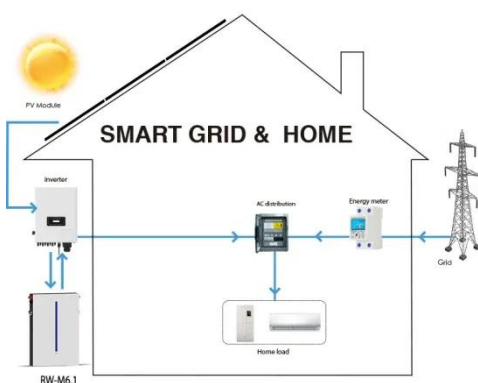 PV Module
SMART GRID & HOME
inverter
AC distribution
Energy meter
Grid
Home load
RW-M6.1